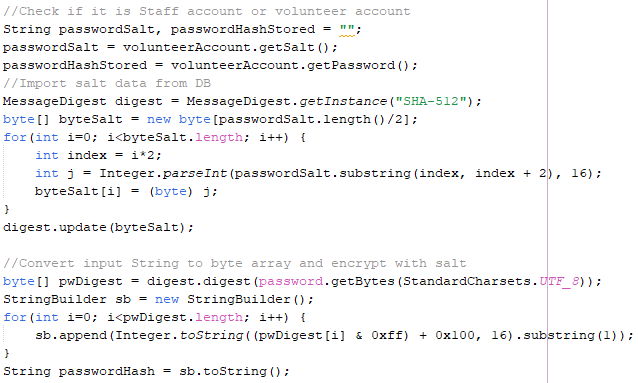 //Check if it is Staff account or volunteer account
String passwordSalt, passwordHashStored = "";
passwordSalt = volunteerAccount.getSalt();
passwordHashStored = volunteerAccount.getPassword();
//Import salt data from DB
MessageDigest digest = MessageDigest.getInstance("SHA-512");
byte[] byteSalt = new byte[passwordSalt.length()/2];
for(int i=0; i<byteSalt.length; i++) {
    int index = i*2;
    int j = Integer.parseInt(passwordSalt.substring(index, index + 2), 16);
    byteSalt[i] = (byte) j;
}
digest.update(byteSalt);

//Convert input String to byte array and encrypt with salt
byte[] pwDigest = digest.digest(password.getBytes(StandardCharsets.UTF_8));
StringBuilder sb = new StringBuilder();
for(int i=0; i<pwDigest.length; i++) {
    sb.append(Integer.toString((pwDigest[i] & 0xff) + 0x100, 16).substring(1));
}
String passwordHash = sb.toString();